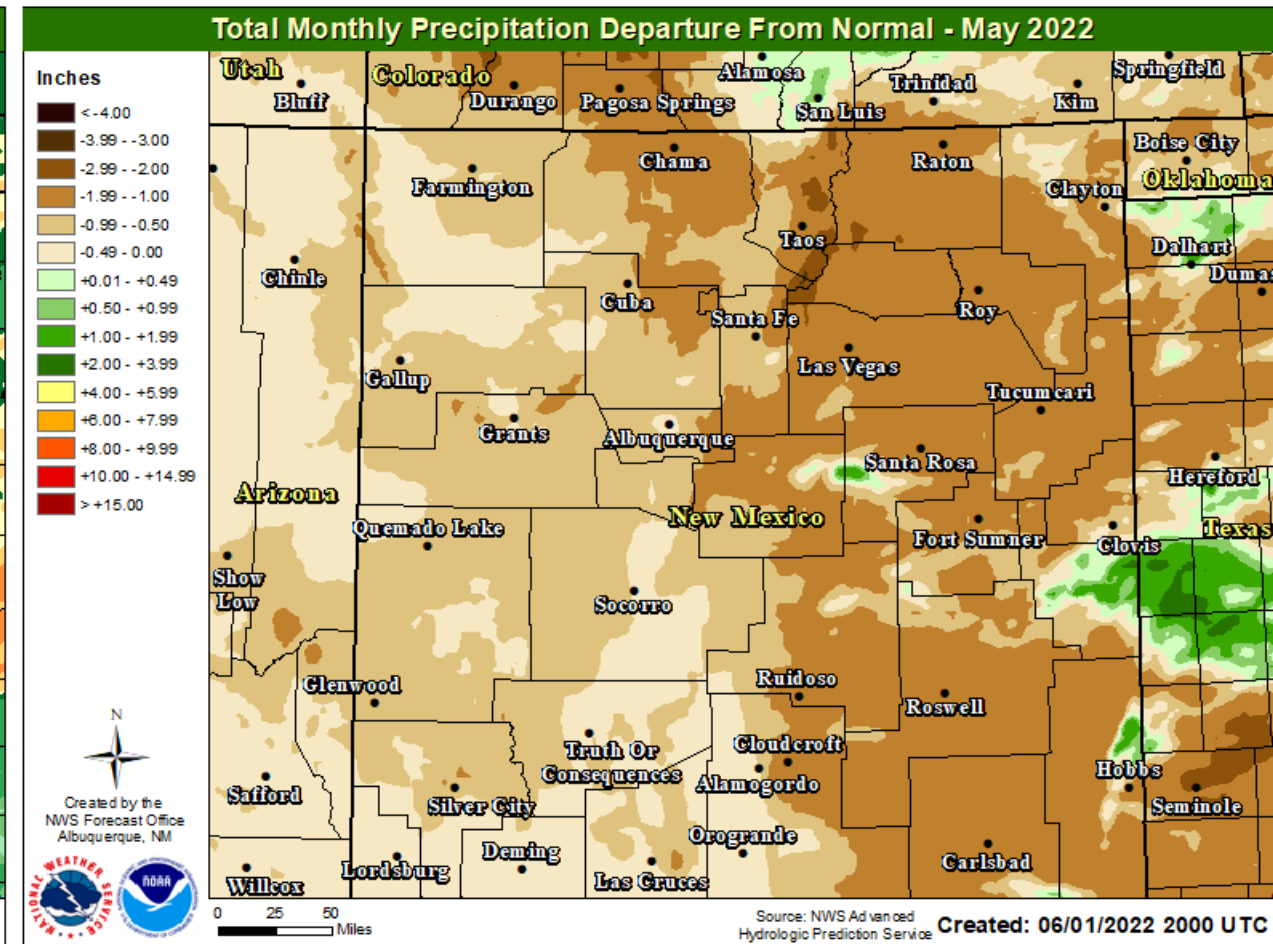 Total Monthly Precipitation Departure From Normal - May 2022
Inches
< -4.00
-3.99 - -3.00
-2.99 - -2.00
-1.99 - -1.00
-0.99 - -0.50
-0.49 - 0.00
+0.01 - +0.49
+0.50 - +0.99
+1.00 - +1.99
+2.00 - +3.99
+4.00 - +5.99
+6.00 - +7.99
+8.00 - +9.99
+10.00 - +14.99
> +15.00
Utah
Colorado
Alamosa
Springfield
Bluff
Durango
Pagosa Springs
San Luis
Trinidad
Kim
Chama
Raton
Boise City
Farmington
Clayton
Oklahoma
Taos
Dalhart
Chinle
Dumas
Cuba
Santa Fe
Roy
Gallup
Las Vegas
Tucumcari
Grants
Albuquerque
Santa Rosa
Hereford
Arizona
New Mexico
Texas
Quemado Lake
Fort Sumner
Clovis
Show
Low
Socorro
Glenwood
Ruidoso
Roswell
Truth Or
Consequences
Cloudcroft
Alamogordo
Hobbs
Safford
Silver City
Seminole
Orogrande
Deming
Lordsburg
Las Cruces
Carlsbad
Willcox
N
Created by the
NWS Forecast Office
Albuquerque, NM
NATIONAL WEATHER SERVICE
NOAA
0 25 50
Miles
Source: NWS Advanced
Hydrologic Prediction Service
Created: 06/01/2022 2000 UTC